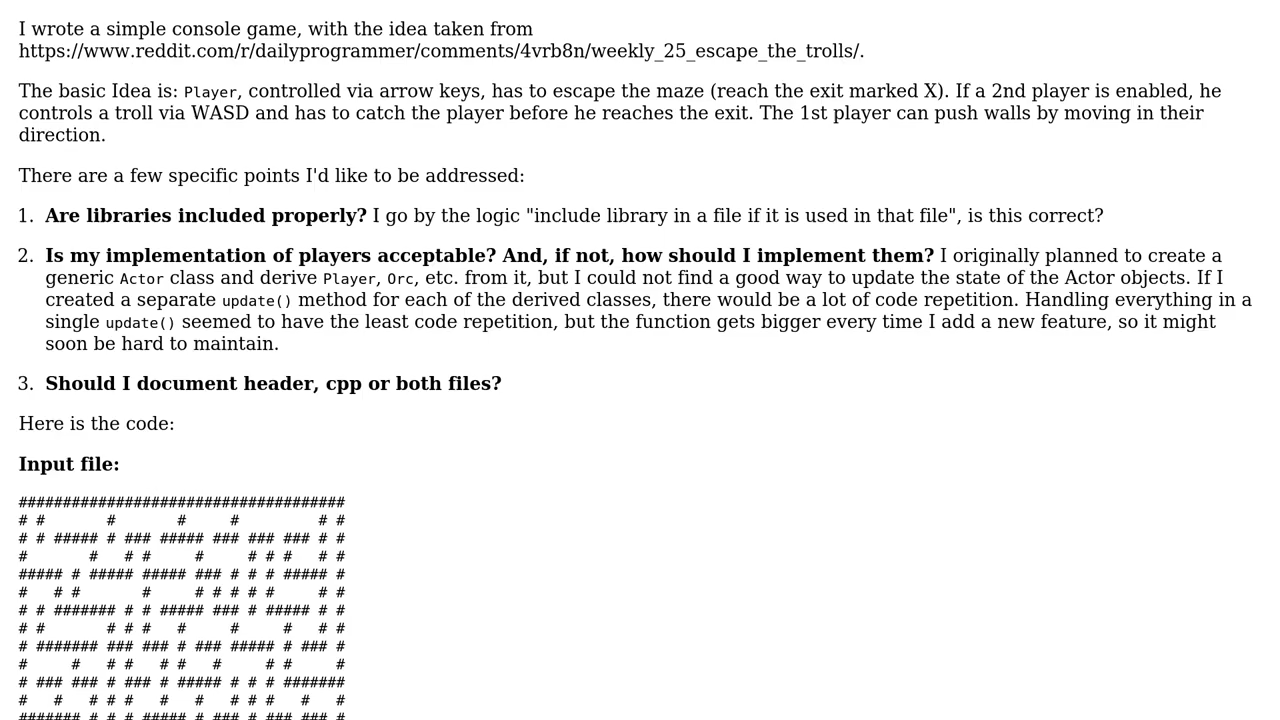 I wrote a simple console game, with the idea taken from
https://www.reddit.com/r/dailyprogrammer/comments/4vrb8n/weekly_25_escape_the_trolls/.
The basic Idea is: Player, controlled via arrow keys, has to escape the maze (reach the exit marked X). If a 2nd player is enabled, he
controls a troll via WASD and has to catch the player before he reaches the exit. The 1st player can push walls by moving in their
direction.
There are a few specific points I'd like to be addressed:
1. Are libraries included properly? I go by the logic "include library in a file if it is used in that file", is this correct?
2. Is my implementation of players acceptable? And, if not, how should I implement them? I originally planned to create a
generic Actor class and derive Player, Orc, etc. from it, but I could not find a good way to update the state of the Actor objects. If I
created a separate update() method for each of the derived classes, there would be a lot of code repetition. Handling everything in a
single update() seemed to have the least code repetition, but the function gets bigger every time I add a new feature, so it might
soon be hard to maintain.
3. Should I document header, cpp or both files?
Here is the code:
Input file:
#####################################
# #       #       #     #         # #
# # ##### # ### ##### ### ### ### # #
#       #   # #     #     # # #   # #
##### # ##### ##### ### # # # ##### #
#   # #       #     # # # # #     # #
# # ####### # # ##### ### # ##### # #
# #       # # #   #     #     #   # #
# ####### ### ### # ### ##### # ### #
#     #   # #   # #   #     # #     #
# ### ### # ### # ##### # # # #######
#   #   # # #   #   #   # # #   #   #
####### # # # ##### # ### # ### ### #